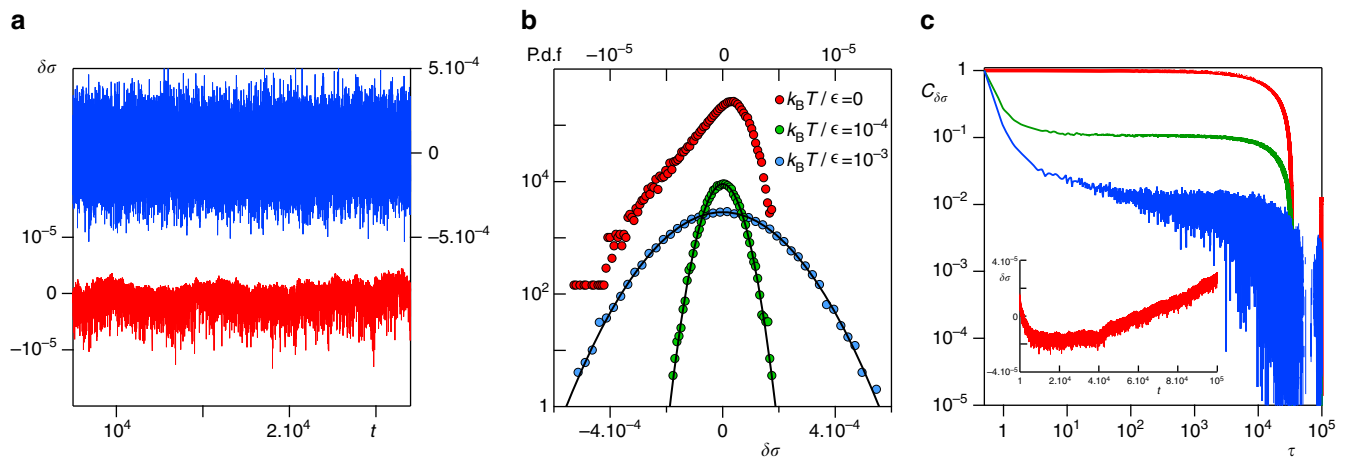 a
δσ
5.10⁻⁴
0
−5.10⁻⁴
10⁻⁵
0
−10⁻⁵
10⁴
2.10⁴
t
b
P.d.f
−10⁻⁵
0
10⁻⁵
k_B T / ϵ =0
k_B T / ϵ =10⁻⁴
k_B T / ϵ =10⁻³
10⁴
10²
1
−4.10⁻⁴
0
4.10⁻⁴
δσ
c
1
C_δσ
10⁻¹
10⁻²
10⁻³
10⁻⁴
10⁻⁵
4.10⁻⁵
δσ
0
−4.10⁻⁵
1
2.10⁴
4.10⁴
6.10⁴
8.10⁴
10⁵
t
1
10¹
10²
10³
10⁴
10⁵
τ